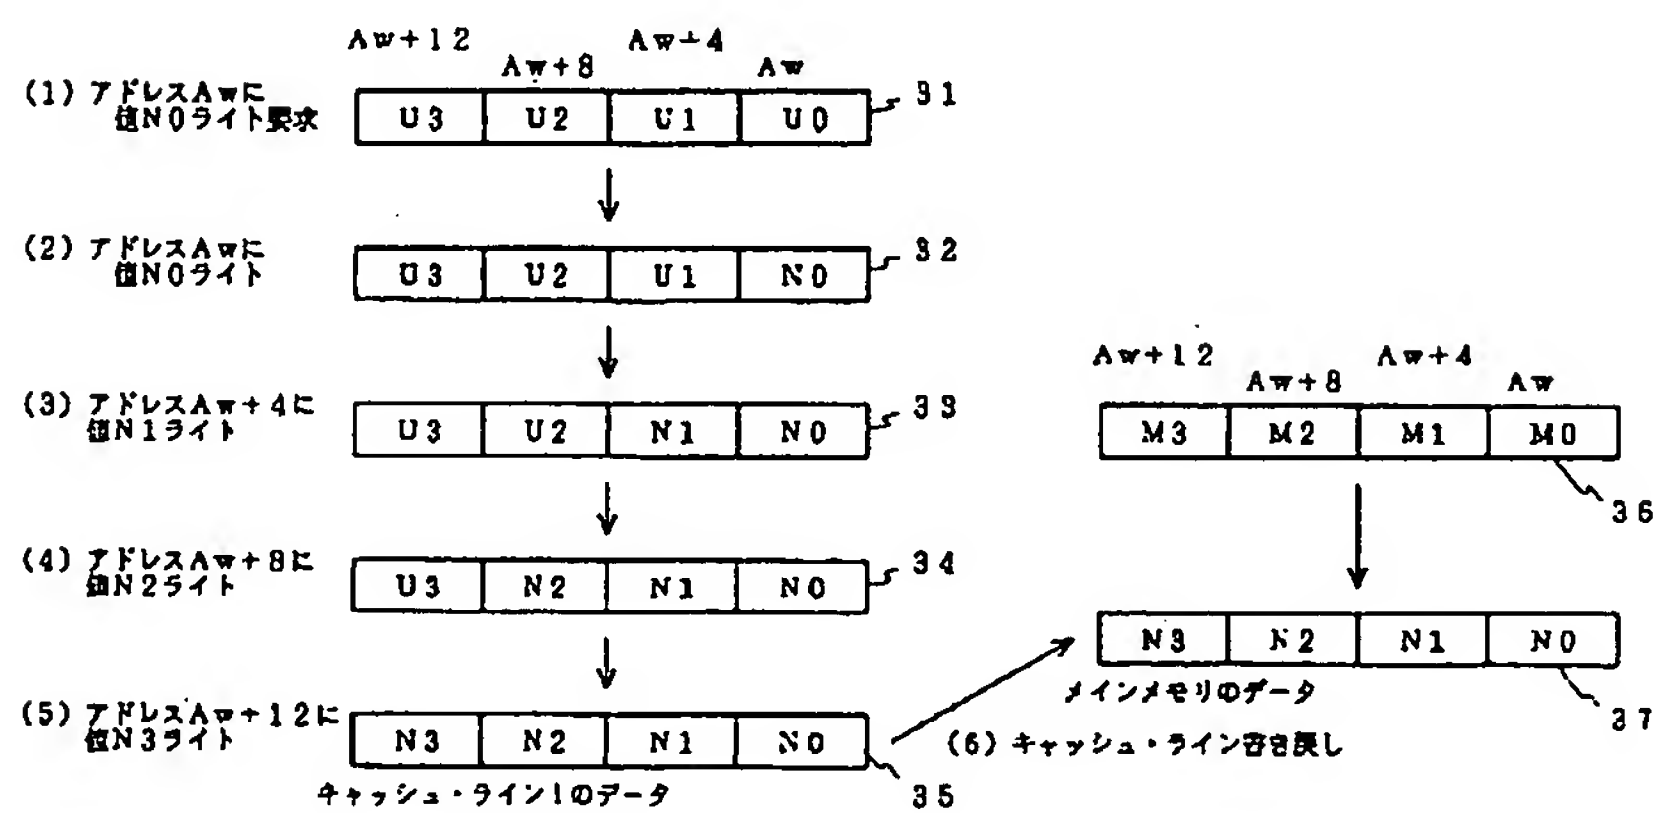 Aw+12
Aw+4
Aw+8
Aw
(1) アドレスAwに
値N0ライト要求
U3 U2 U1 U0
31
(2) アドレスAwに
値N0ライト
U3 U2 U1 N0
32
(3) アドレスAw+4に
値N1ライト
U3 U2 N1 N0
33
(4) アドレスAw+8に
値N2ライト
U3 N2 N1 N0
34
(5) アドレスAw+12に
値N3ライト
N3 N2 N1 N0
35
キャッシュ・ライン1のデータ
Aw+12
Aw+4
Aw+8
Aw
M3 M2 M1 M0
36
N3 N2 N1 N0
メインメモリのデータ
37
(6) キャッシュ・ライン書き戻し